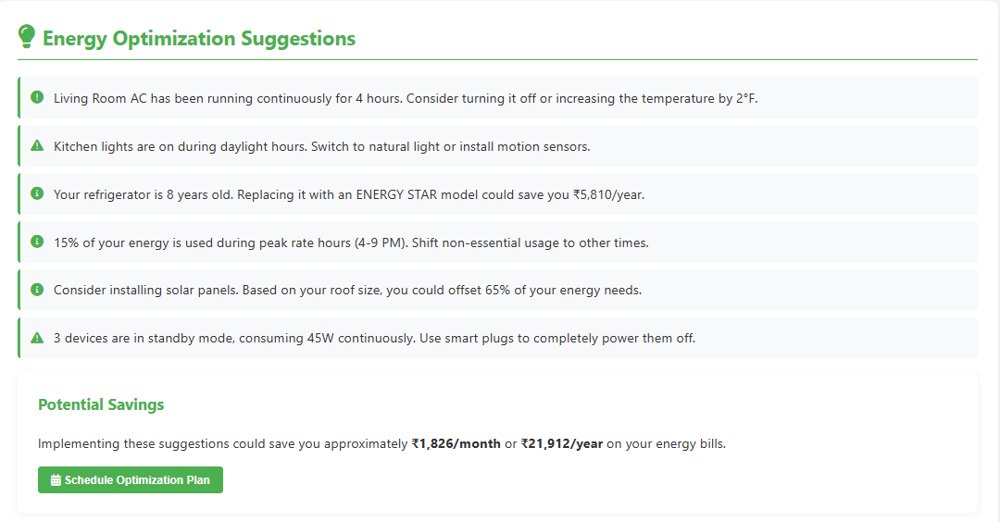 Energy Optimization Suggestions
Living Room AC has been running continuously for 4 hours. Consider turning it off or increasing the temperature by 2°F.
Kitchen lights are on during daylight hours. Switch to natural light or install motion sensors.
Your refrigerator is 8 years old. Replacing it with an ENERGY STAR model could save you ₹5,810/year.
15% of your energy is used during peak rate hours (4-9 PM). Shift non-essential usage to other times.
Consider installing solar panels. Based on your roof size, you could offset 65% of your energy needs.
3 devices are in standby mode, consuming 45W continuously. Use smart plugs to completely power them off.
Potential Savings
Implementing these suggestions could save you approximately ₹1,826/month or ₹21,912/year on your energy bills.
Schedule Optimization Plan